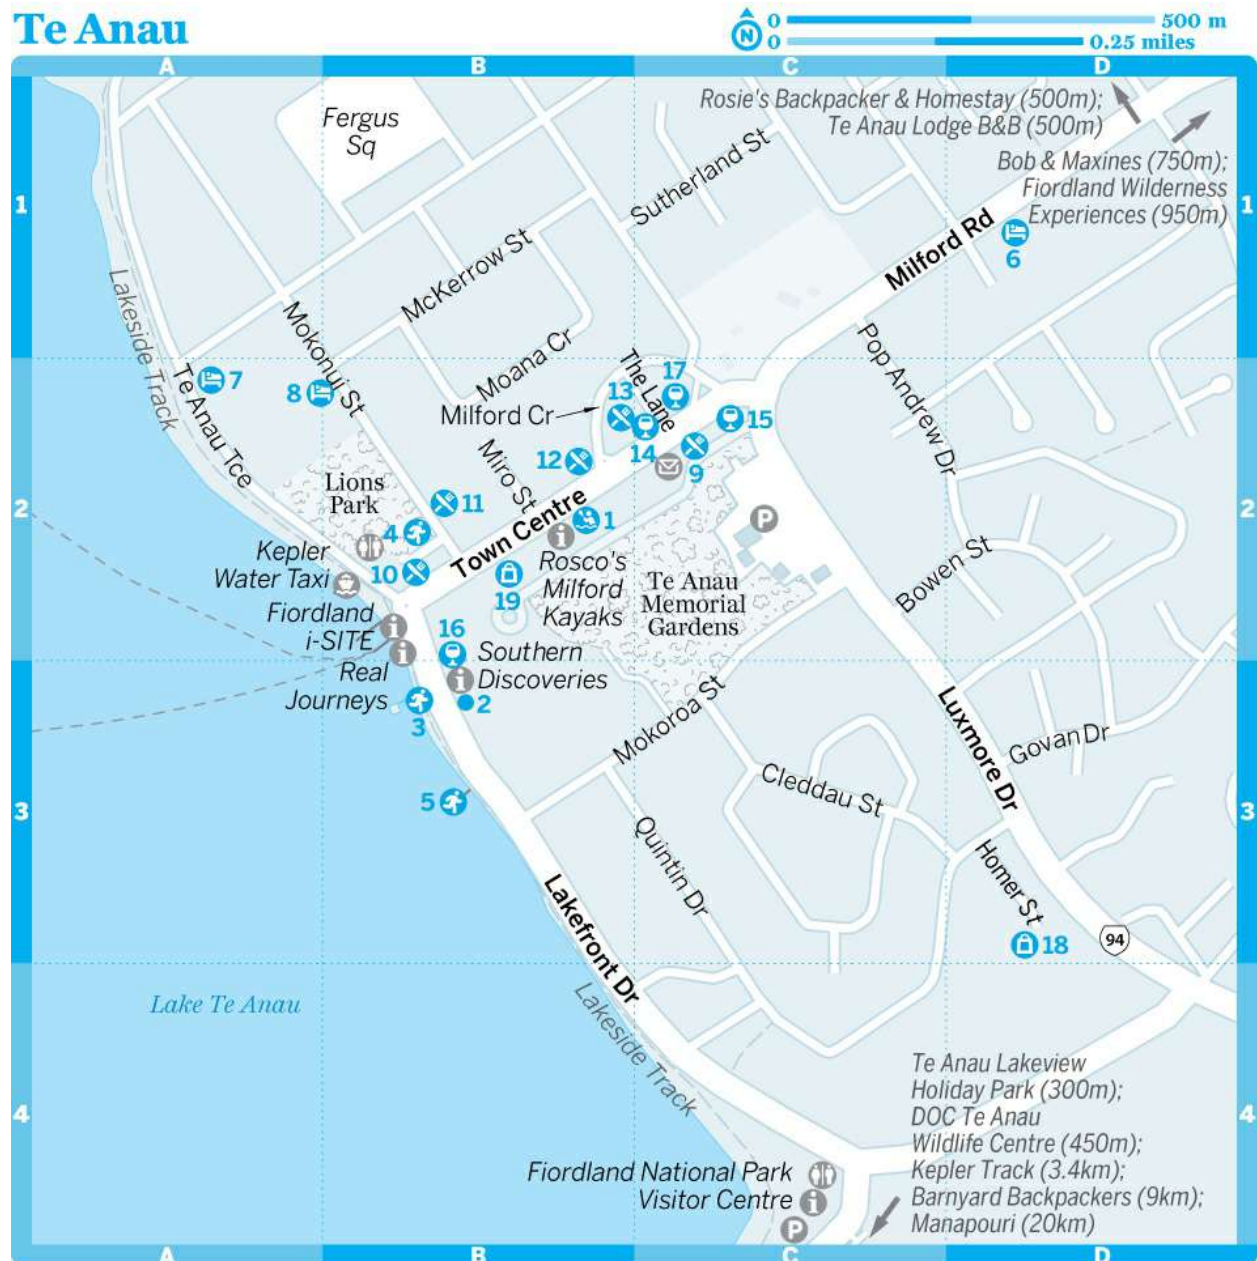 Te Anau
0 500 m
N
0 0.25 miles
A B C D
Fergus
Sq
Rosie's Backpacker & Homestay (500m);
Te Anau Lodge B&B (500m)
Bob & Maxines (750m);
Fiordland Wilderness
Experiences (950m)
1
1
Sutherland St
Milford Rd
6
McKerrow St
Lakeside Track
Mokonui St
Moana Cr
The Lane
Pop Andrew Dr
7
8
Te Anau Tce
17
13
Milford Cr
15
14
9
12
Miro St
Lions
Park
11
2
2
Town Centre
1
P
4
Kepler
Water Taxi
10
19
Rosco's
Milford
Kayaks
Te Anau
Memorial
Gardens
Bowen St
Fiordland
i-SITE
16
Real
Journeys
Southern
Discoveries
2
3
Mokoroa St
Luxmore Dr
Govan Dr
Cleddau St
5
3
3
Quintin Dr
Homer St
Lakefront Dr
18
94
Lake Te Anau
Lakeside Track
4
4
Te Anau Lakeview
Holiday Park (300m);
DOC Te Anau
Wildlife Centre (450m);
Kepler Track (3.4km);
Barnyard Backpackers (9km);
Manapouri (20km)
Fiordland National Park
Visitor Centre
P
A B C D